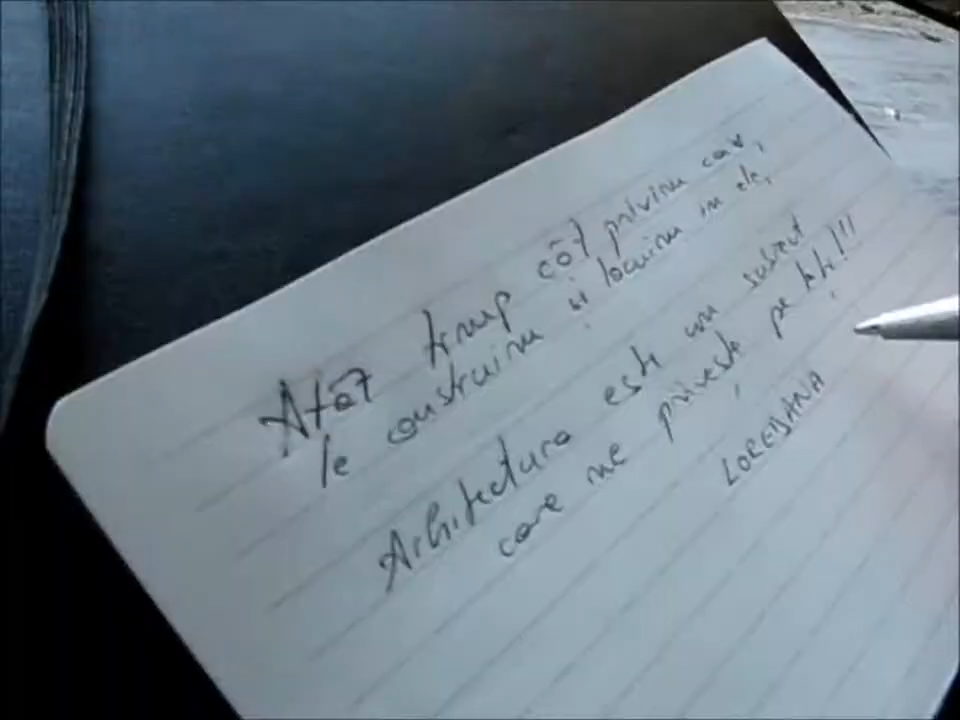 Atât timp cât privim case,
le construim și locuim în ele,
Arhitectura este un subiect
care ne privește pe toți!!!
LOREDANA